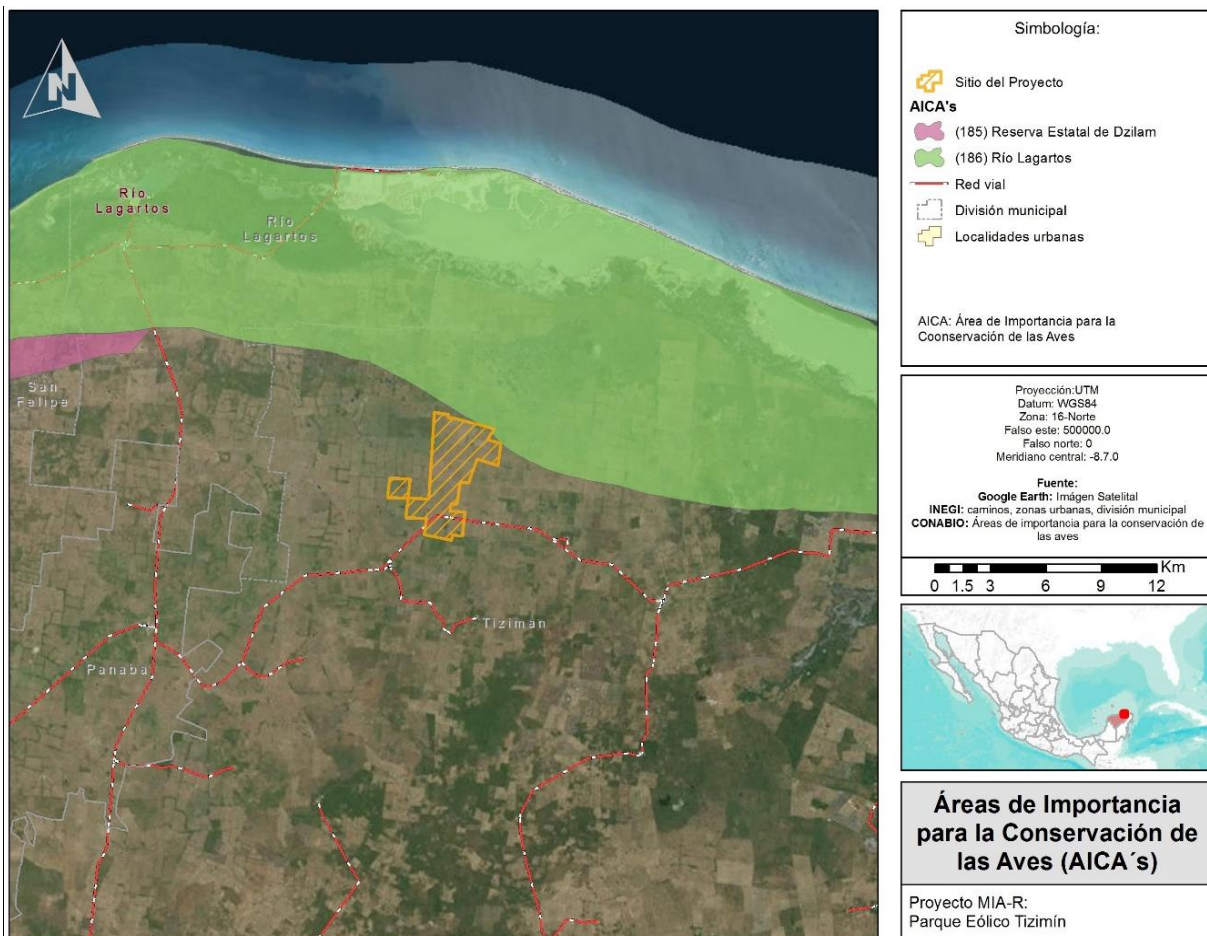 N
Río
Lagartos
Río
Lagartos
San
Felipe
Tizimán
Panaba
Simbología:
Sitio del Proyecto
AICA's
(185) Reserva Estatal de Dzilam
(186) Río Lagartos
Red vial
División municipal
Localidades urbanas
AICA: Área de Importancia para la
Coonservación de las Aves
Proyección:UTM
Datum: WGS84
Zona: 16-Norte
Falso este: 500000.0
Falso norte: 0
Meridiano central: -8.7.0
Fuente:
Google Earth: Imágen Satelital
INEGI: caminos, zonas urbanas, división municipal
CONABIO: Áreas de importancia para la conservación de
las aves
Km
0 1.5 3 6 9 12
Áreas de Importancia
para la Conservación de
las Aves (AICA´s)
Proyecto MIA-R:
Parque Eólico Tizimín